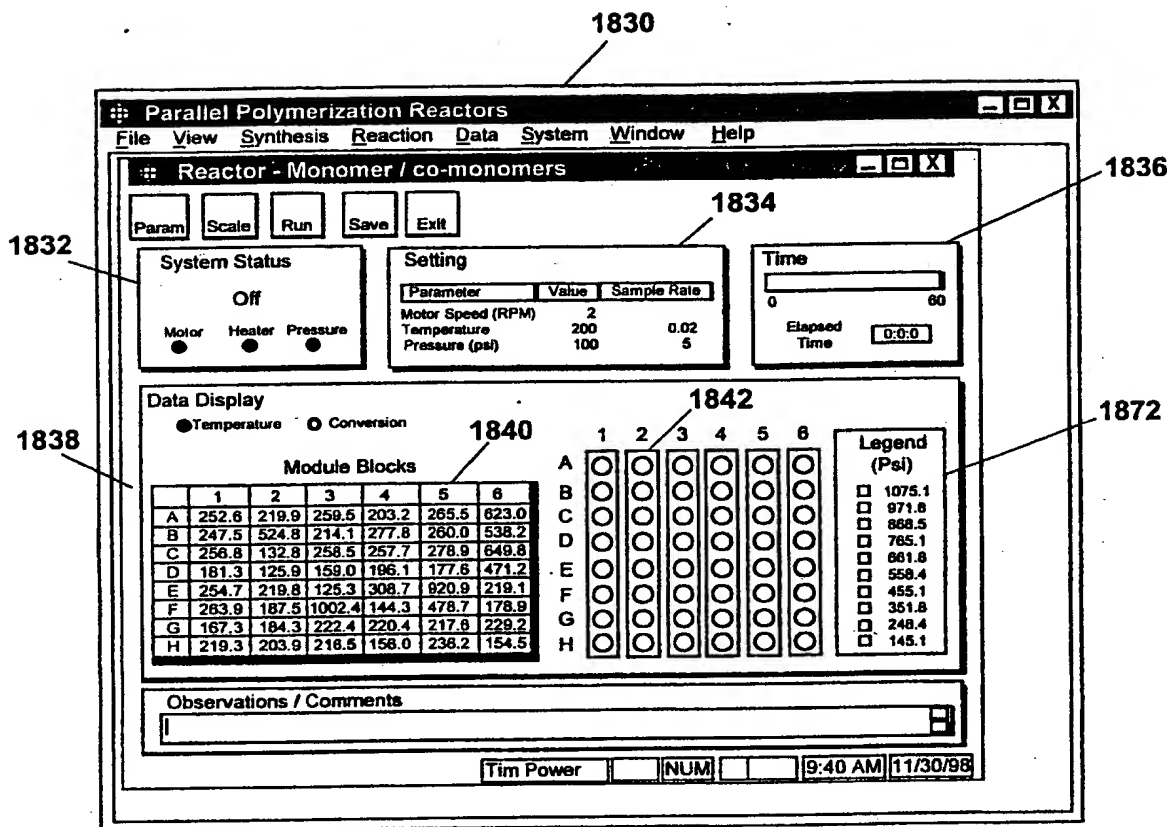 1830
Parallel Polymerization Reactors
File View Synthesis Reaction Data System Window Help
Reactor - Monomer / co-monomers
1836
Param Scale Run Save Exit
1834
1832
System Status
Off
Motor Heater Pressure
Setting
Parameter Value Sample Rate
Motor Speed (RPM) 2
Temperature 200 0.02
Pressure (psi) 100 5
Time
0 60
Elapsed Time 0:0:0
Data Display
Temperature Conversion
1838
1840
1842
1872
Module Blocks
1 2 3 4 5 6
A 252.6 219.9 259.5 203.2 265.5 623.0
B 247.5 524.8 214.1 277.8 260.0 538.2
C 256.8 132.8 258.5 257.7 278.9 649.8
D 181.3 125.9 159.0 196.1 177.6 471.2
E 254.7 219.8 125.3 308.7 920.9 219.1
F 263.9 187.5 1002.4 144.3 478.7 178.9
G 167.3 184.3 222.4 220.4 217.6 229.2
H 219.3 203.9 216.5 156.0 236.2 154.5
1 2 3 4 5 6
A
B
C
D
E
F
G
H
Legend
(Psi)
1075.1
971.8
868.5
765.1
661.8
558.4
455.1
351.8
248.4
145.1
Observations / Comments
Tim Power NUM 9:40 AM 11/30/98